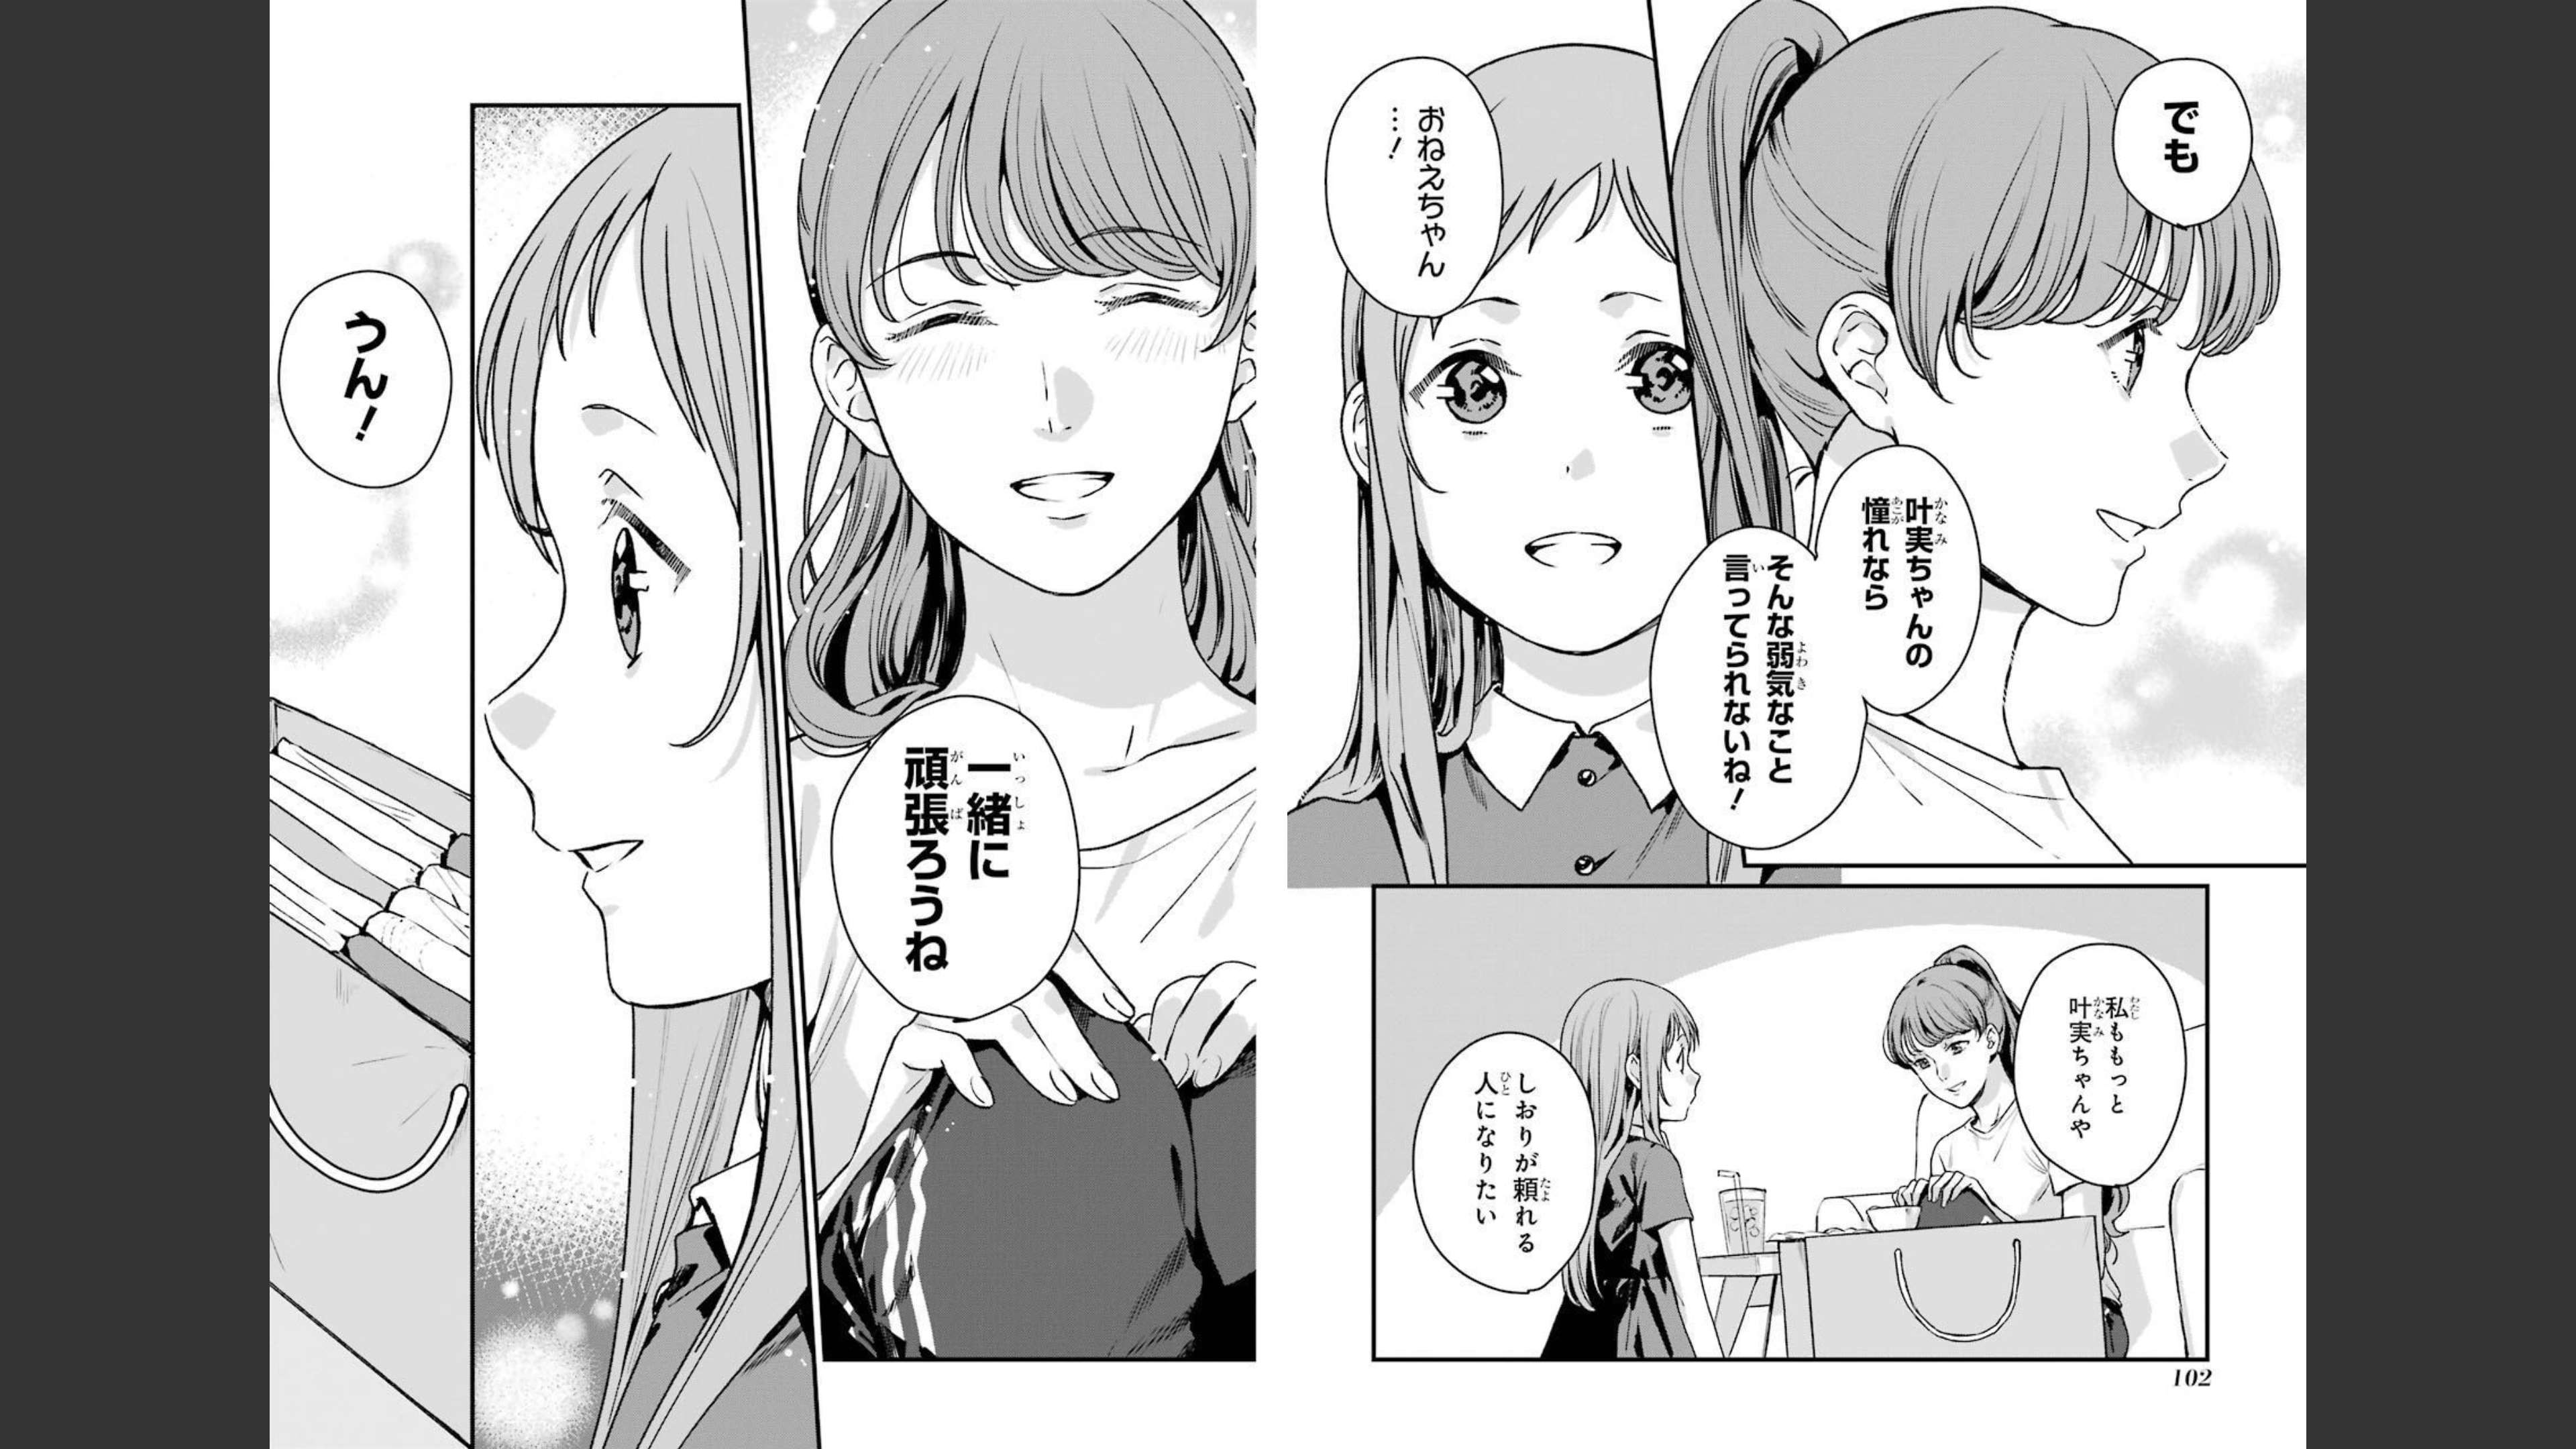 でも
叶実ちゃんの
憧れなら
そんな弱気なこと
言ってられないね！
おねえちゃん
…！
私ももっと
叶実ちゃんや
しおりが頼れる
人になりたい
102
一緒に
頑張ろうね
うん！